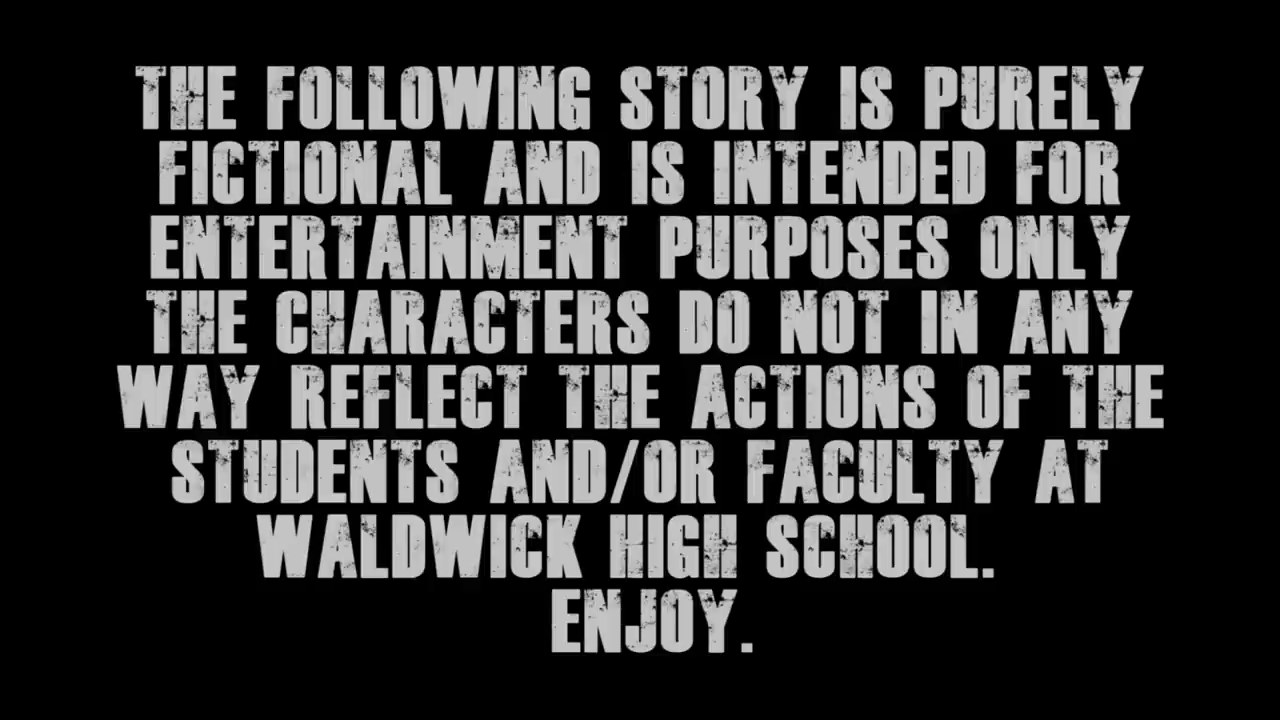 THE FOLLOWING STORY IS PURELY
FICTIONAL AND IS INTENDED FOR
ENTERTAINMENT PURPOSES ONLY
THE CHARACTERS DO NOT IN ANY
WAY REFLECT THE ACTIONS OF THE
STUDENTS AND/OR FACULTY AT
WALDWICK HIGH SCHOOL.
ENJOY.